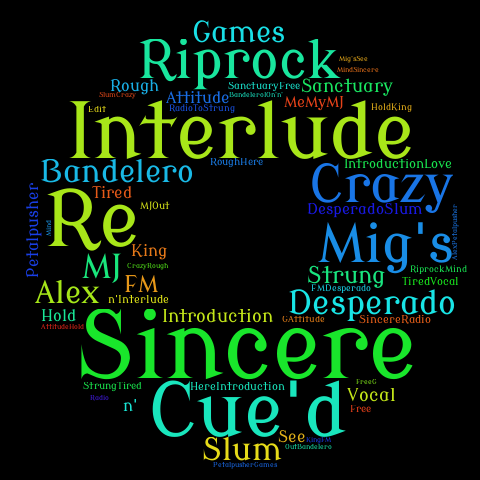 Games
Riprock
Mig'sSee
MindSincere
Rough
SanctuaryFree
Sanctuary
SlumCrazy
Attitude
BandeleroKin'n'
MeMyMJ
Edit
RadioToStrung
HoldKing
Interlude
RoughHere
IntroductionLove
Bandelero
Crazy
Petalpusher
Tired
Re
MJOut
DesperadoSlum
Mind
AlexPetalpusher
King
Mig's
MJ
CrazyRough
Strung
RiprockMind
FM
FMDesperado
TiredVocal
Alex
n'Interlude
Desperado
Hold
Introduction
GAttitude
SincereRadio
AttitudeHold
Sincere
StrungTired
HereIntroduction
FreeG
Radio
Vocal
n'
Cue'd
Free
See
KingFM
Slum
OutBandelero
PetalpusherGames